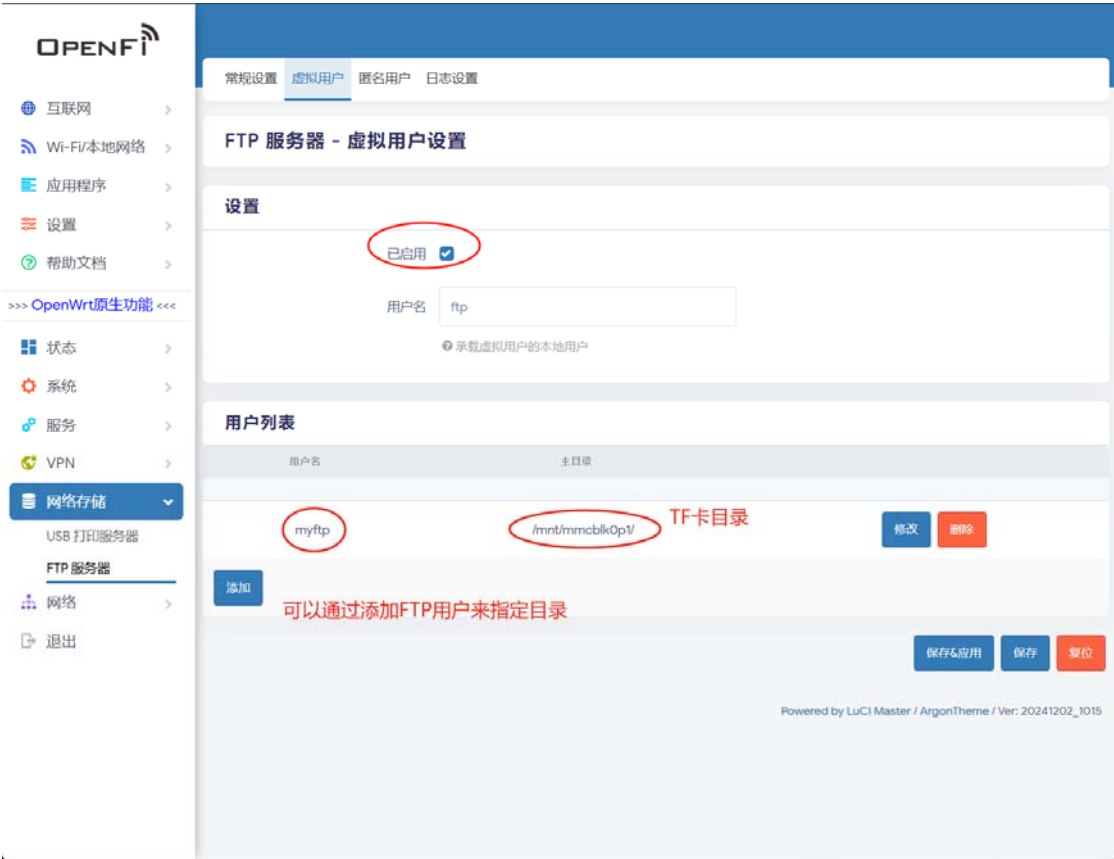 OPENFi
常规设置 虚拟用户 匿名用户 日志设置
互联网
Wi-Fi/本地网络
应用程序
设置
帮助文档
>>> OpenWrt原生功能 <<<
状态
系统
服务
VPN
网络存储
USB 打印服务器
FTP 服务器
网络
退出
FTP 服务器 - 虚拟用户设置
设置
已启用
用户名 ftp
承载虚拟用户的本地用户
用户列表
用户名 主目录
myftp /mnt/mmcblk0p1/ TF卡目录 修改 删除
添加
可以通过添加FTP用户来指定目录
保存&应用 保存 复位
Powered by LuCI Master / ArgonTheme / Ver: 20241202_1015